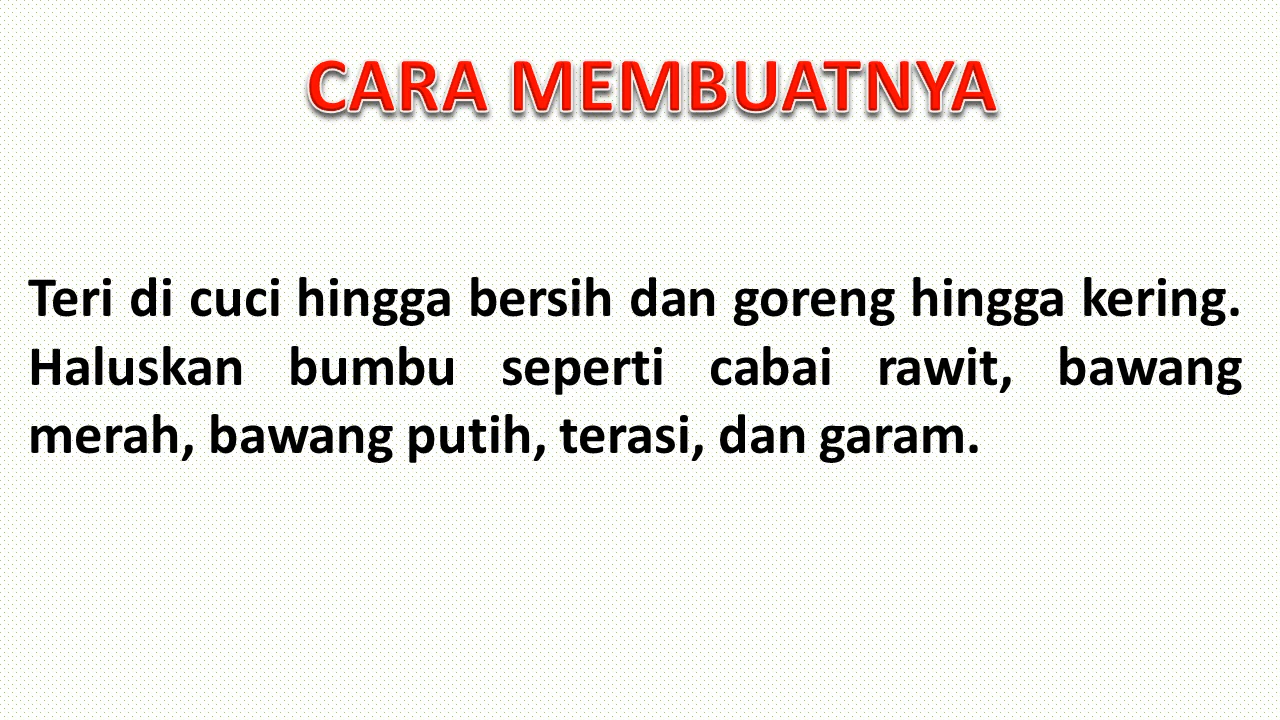 CARA MEMBUATNYA
Teri di cuci hingga bersih dan goreng hingga kering.
Haluskan bumbu seperti cabai rawit, bawang
merah, bawang putih, terasi, dan garam.